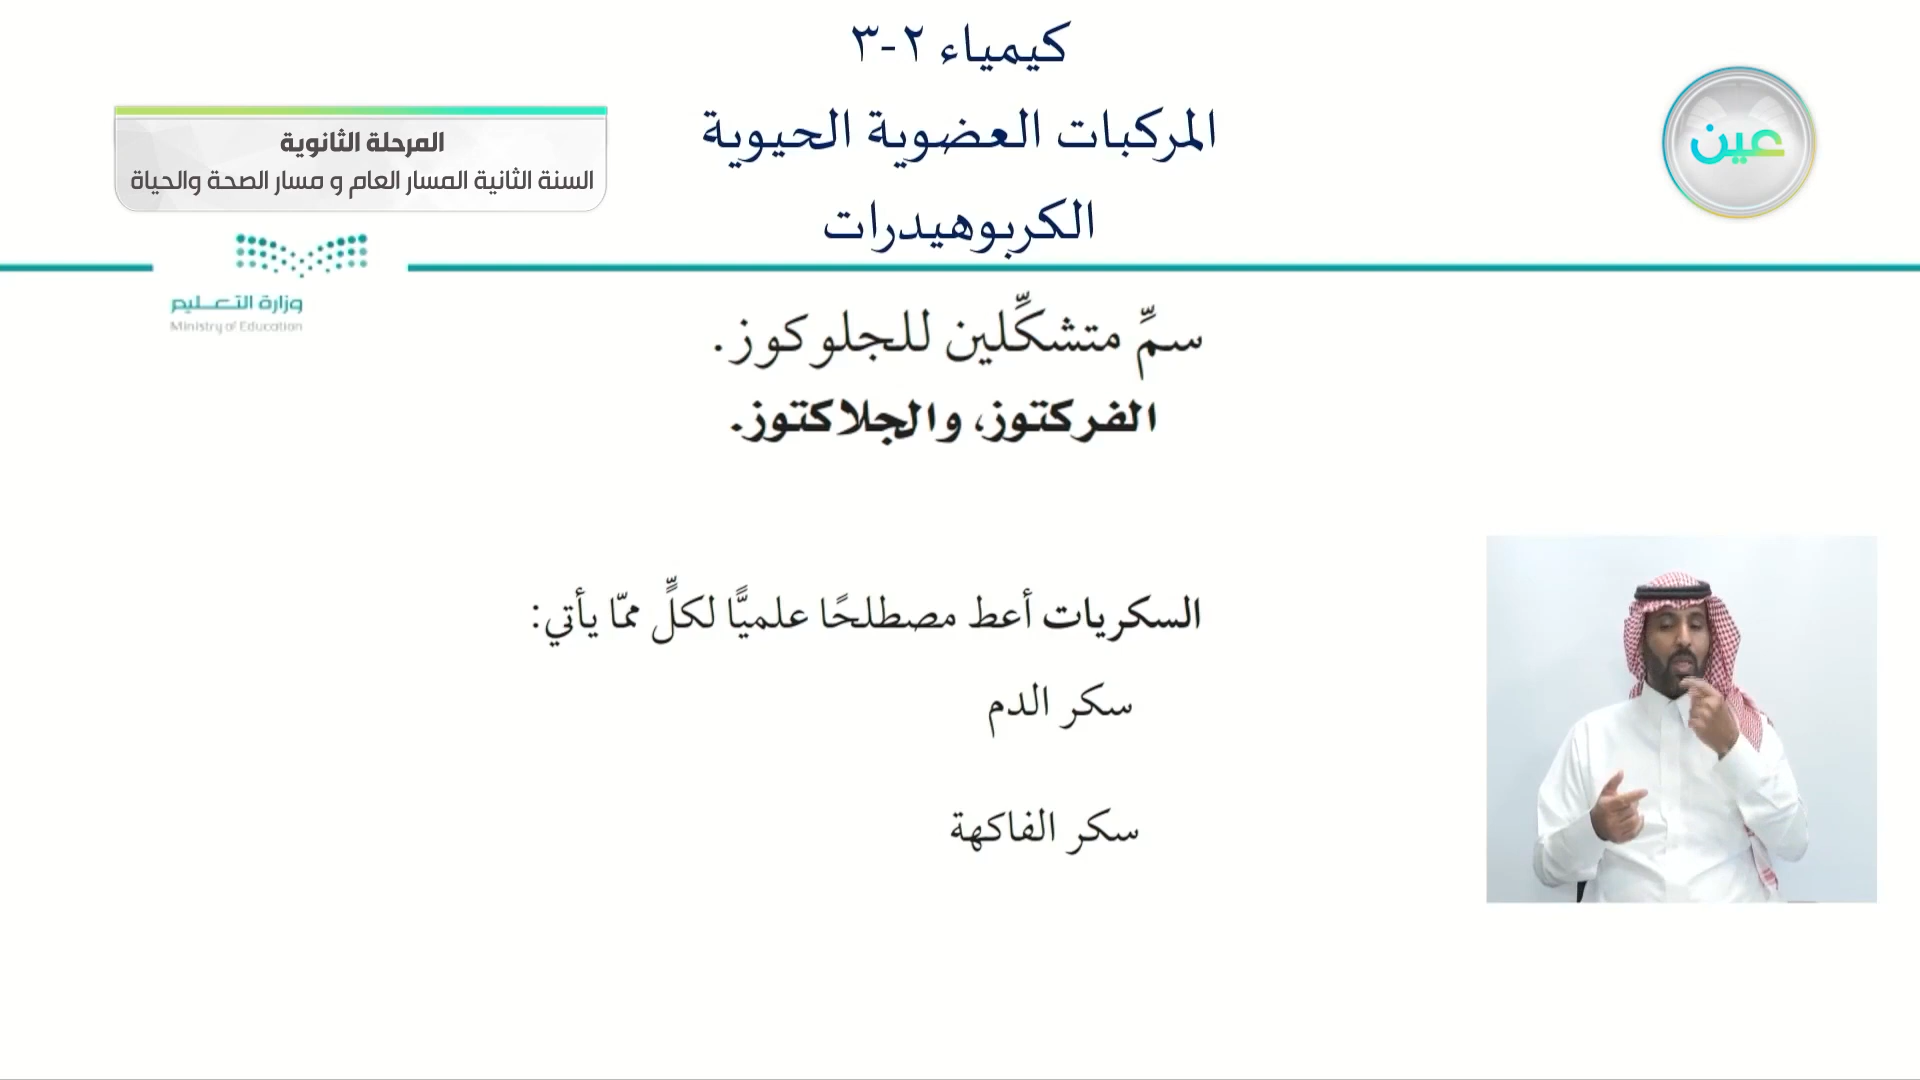 كيمياء ٢-٣
المركبات العضوية الحيوية
الكربوهيدرات
عين
المرحلة الثانوية
السنة الثانية المسار العام و مسار الصحة والحياة
وزارة التعليم
Ministry of Education
سمِّ متشكِّلين للجلوكوز.
الفركتوز، والجلاكتوز.
السكريات أعط مصطلحًا علميًّا لكلٍّ ممّا يأتي:
سكر الدم
سكر الفاكهة